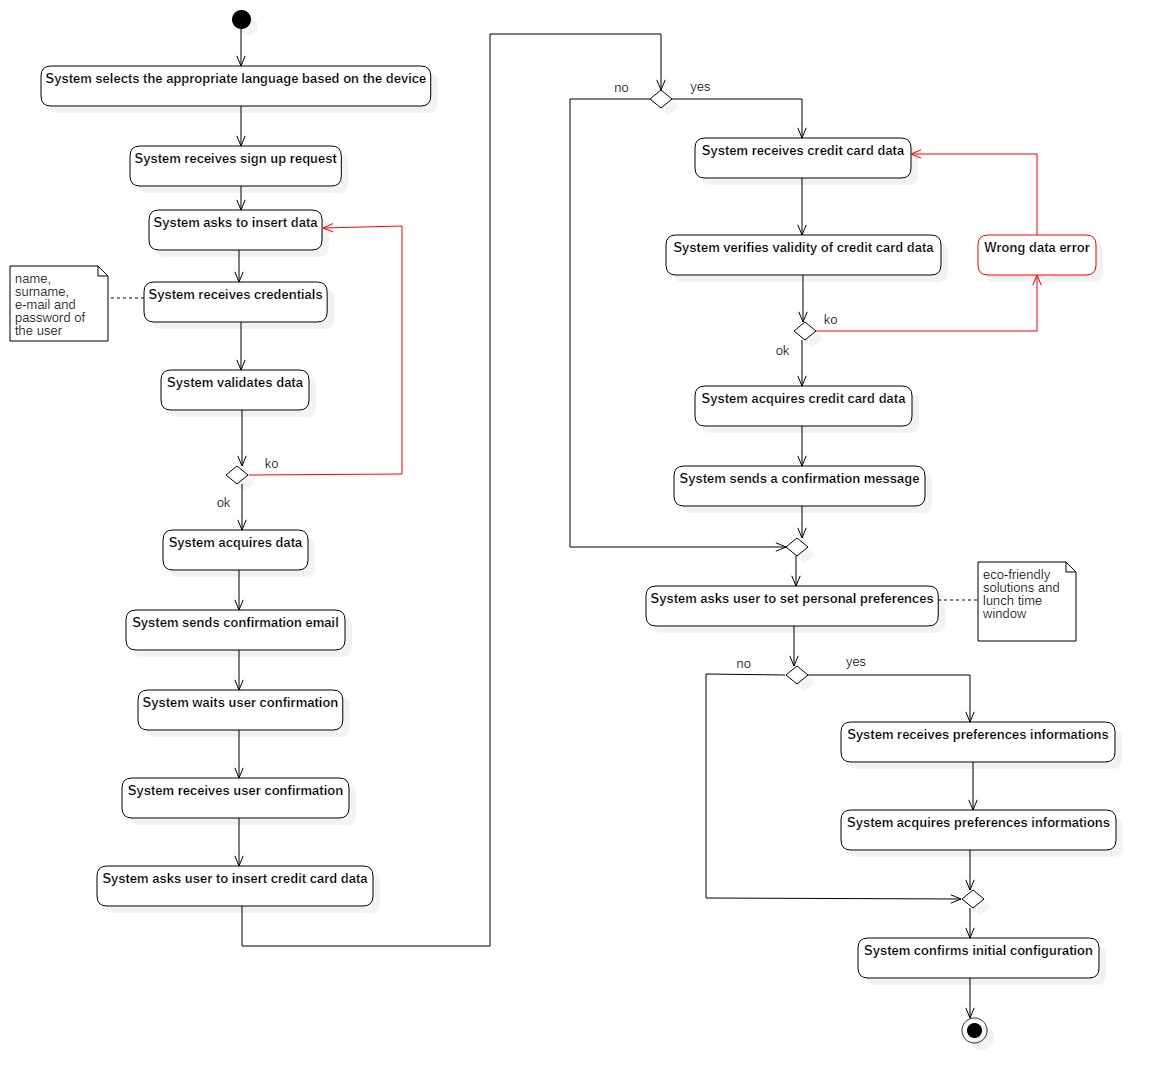 System selects the appropriate language based on the device
System receives sign up request
System asks to insert data
name,
surname,
e-mail and
password of
the user
System receives credentials
System validates data
ko
ok
System acquires data
System sends confirmation email
System waits user confirmation
System receives user confirmation
System asks user to insert credit card data
no
yes
System receives credit card data
System verifies validity of credit card data
Wrong data error
ko
ok
System acquires credit card data
System sends a confirmation message
System asks user to set personal preferences
eco-friendly
solutions and
lunch time
window
no
yes
System receives preferences informations
System acquires preferences informations
System confirms initial configuration